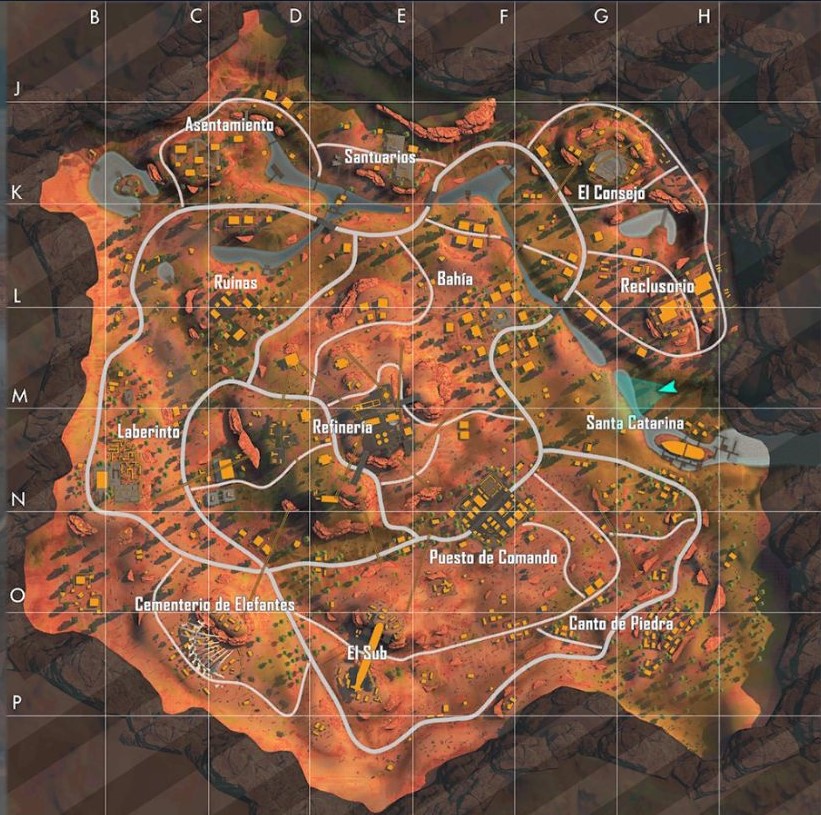 B C D E F G H
J
Asentamiento
Santuarios
K
El Consejo
Ruinas
Bahía
Reclusorio
L
M
Laberinto
Refinería
Santa Catarina
N
Puesto de Comando
O
Cementerio de Elefantes
Canto de Piedra
El Sub
P